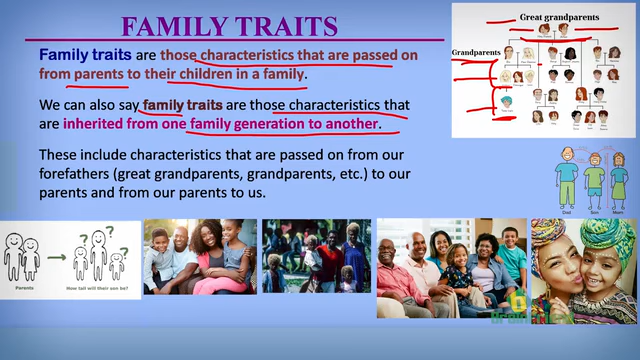 FAMILY TRAITS
Family traits are those characteristics that are passed on
from parents to their children in a family.
We can also say family traits are those characteristics that
are inherited from one family generation to another.
These include characteristics that are passed on from our
forefathers (great grandparents, grandparents, etc.) to our
parents and from our parents to us.
Great grandparents
Grandparents
Dad Son Mum
? ? ?
Parents
How tall will their son be?